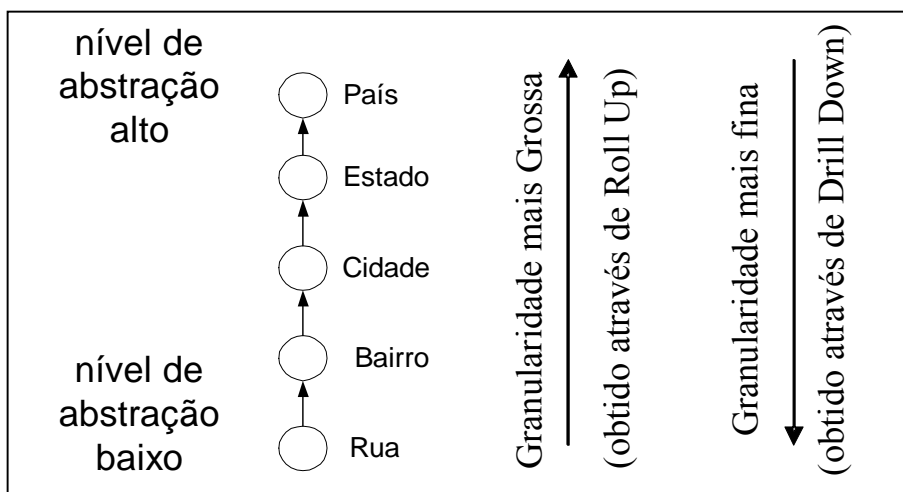 nível de
abstração
alto
País
Estado
Cidade
Bairro
Rua
nível de
abstração
baixo
Granularidade mais Grossa
(obtido através de Roll Up)
Granularidade mais fina
(obtido através de Drill Down)